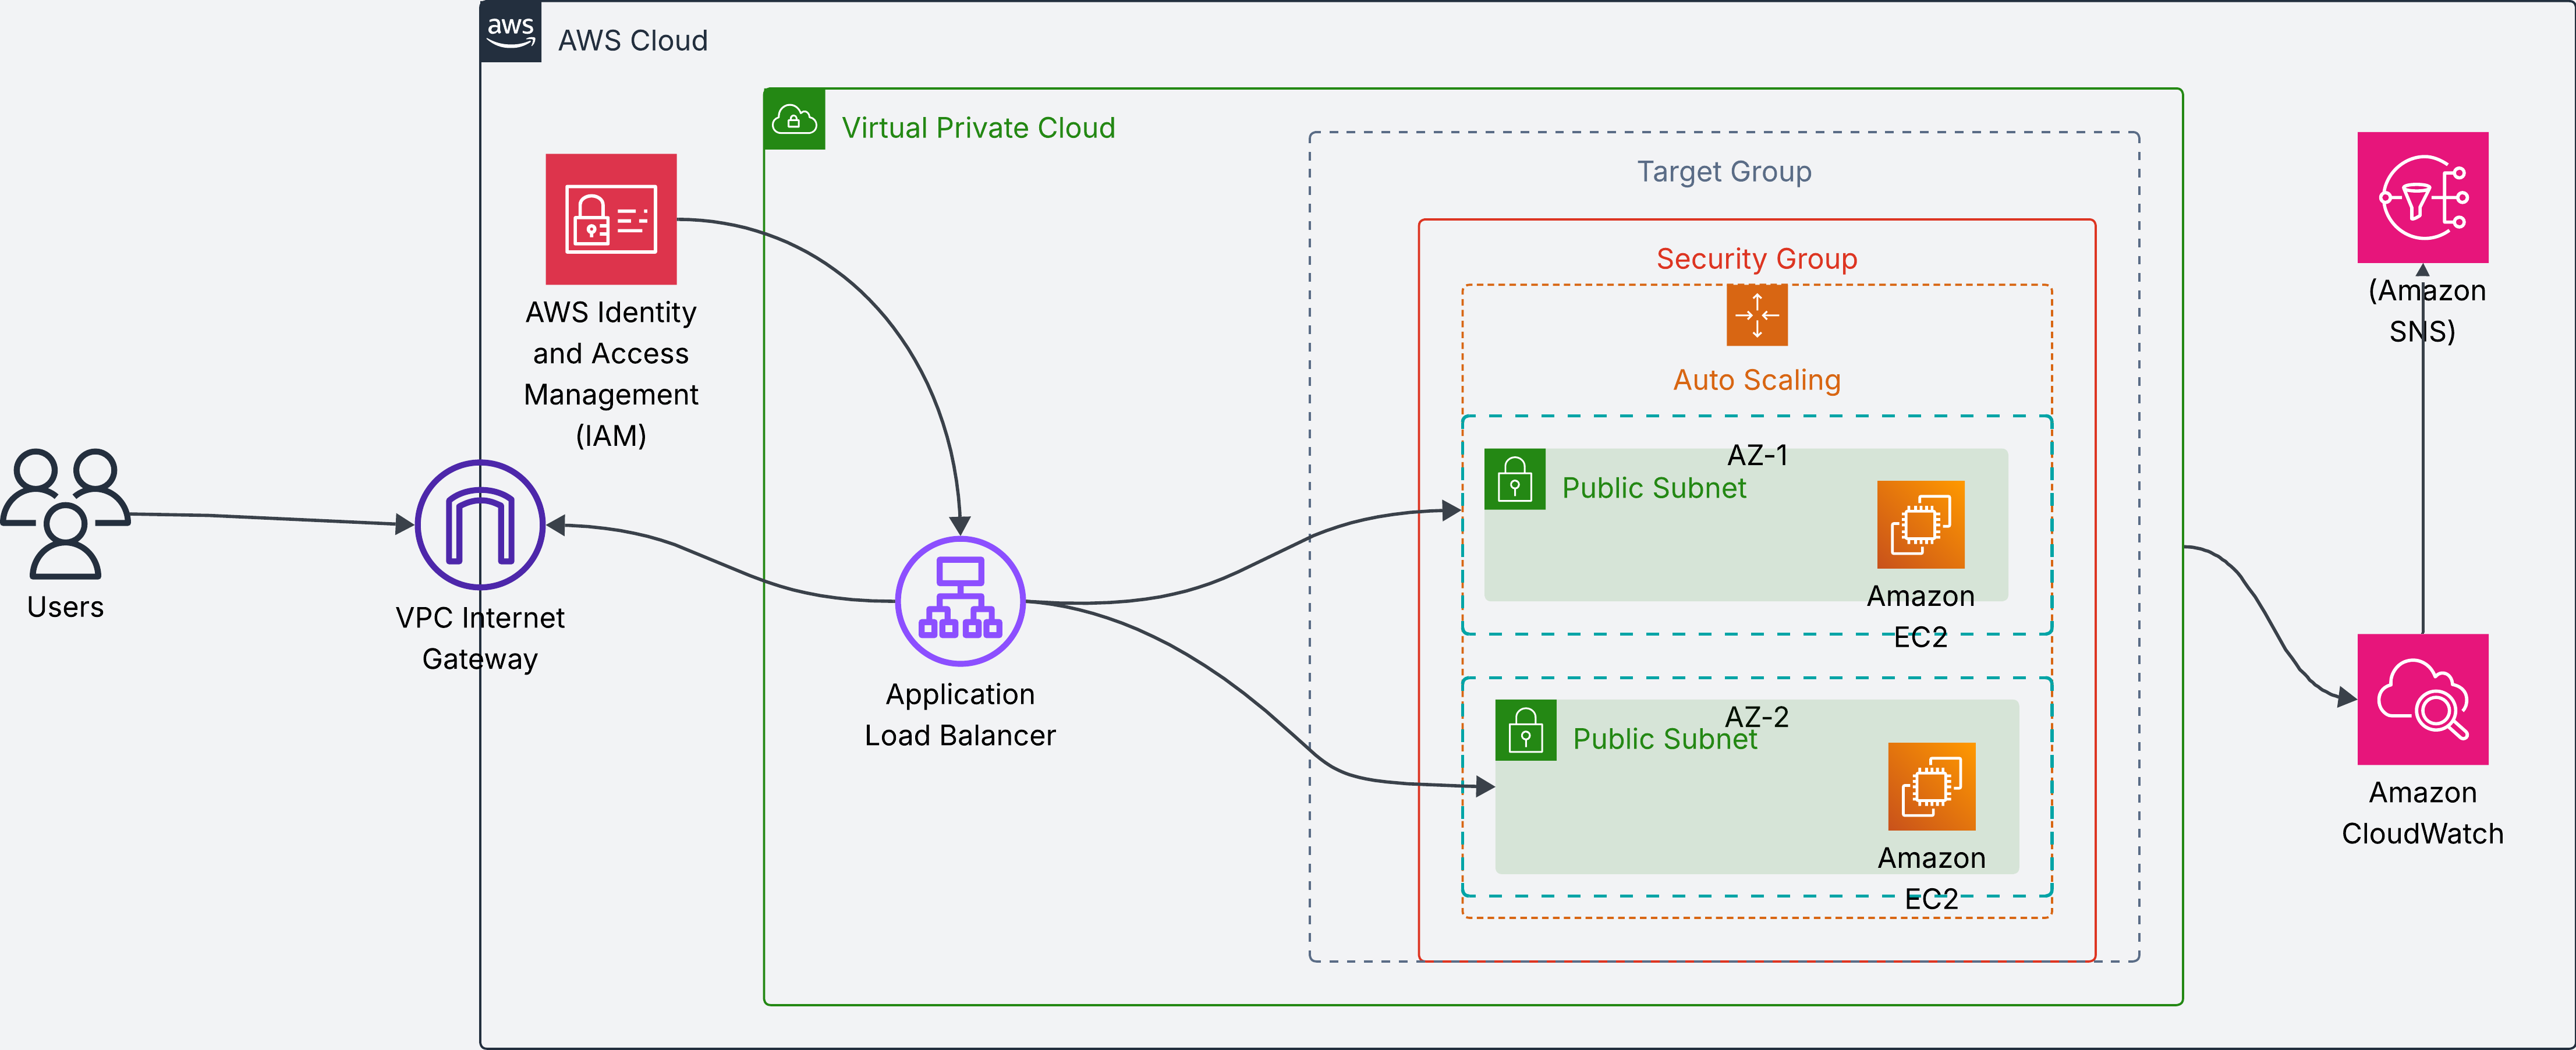 aws
AWS Cloud
Virtual Private Cloud
Target Group
Security Group
Auto Scaling
AWS Identity
and Access
Management
(IAM)
(Amazon
SNS)
AZ-1
Public Subnet
Amazon
EC2
Users
VPC Internet
Gateway
Application
Load Balancer
AZ-2
Public Subnet
Amazon
EC2
Amazon
CloudWatch